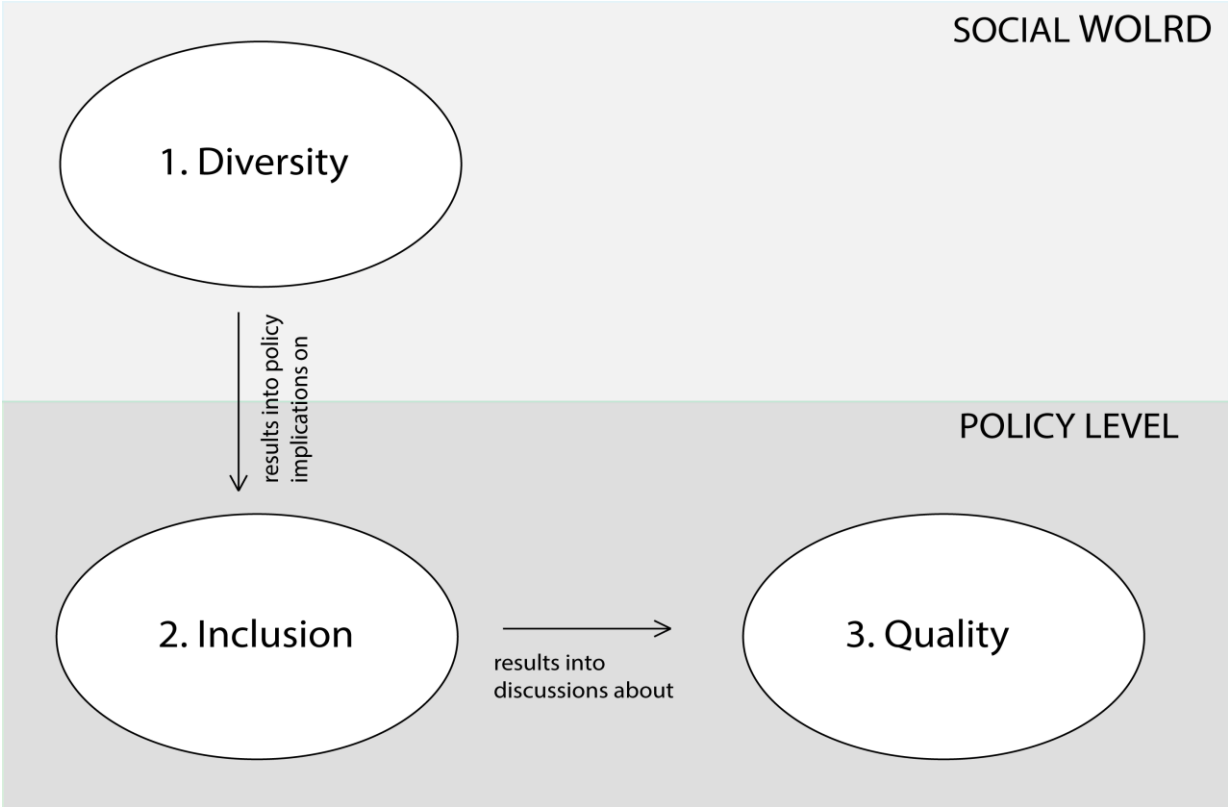 SOCIAL WOLRD
1. Diversity
results into policy
implications on
POLICY LEVEL
2. Inclusion
results into
discussions about
3. Quality